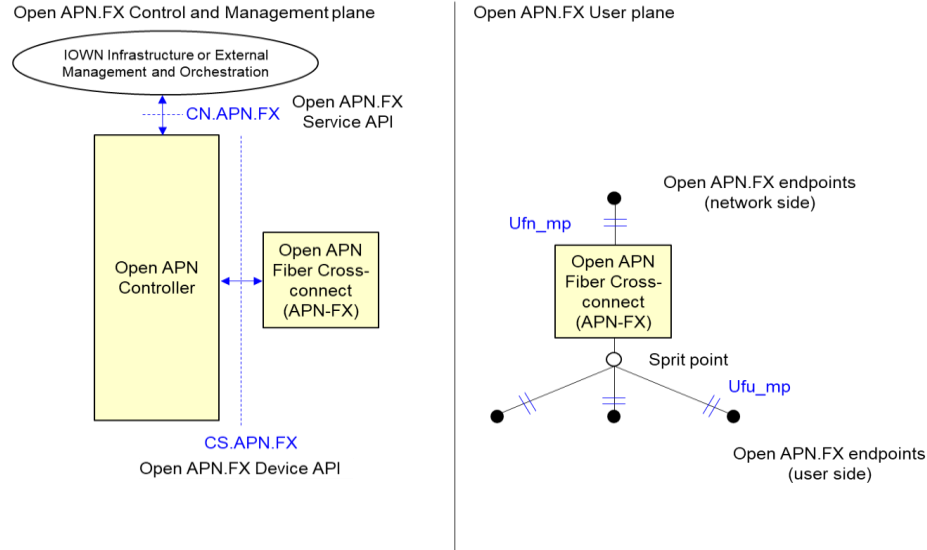 Open APN.FX Control and Management plane
IOWN Infrastructure or External
Management and Orchestration
CN.APN.FX
Open APN.FX
Service API
Open APN
Controller
Open APN
Fiber Cross-
connect
(APN-FX)
CS.APN.FX
Open APN.FX Device API
Open APN.FX User plane
Open APN.FX endpoints
(network side)
Ufn_mp
Open APN
Fiber Cross-
connect
(APN-FX)
Sprit point
Ufu_mp
Open APN.FX endpoints
(user side)